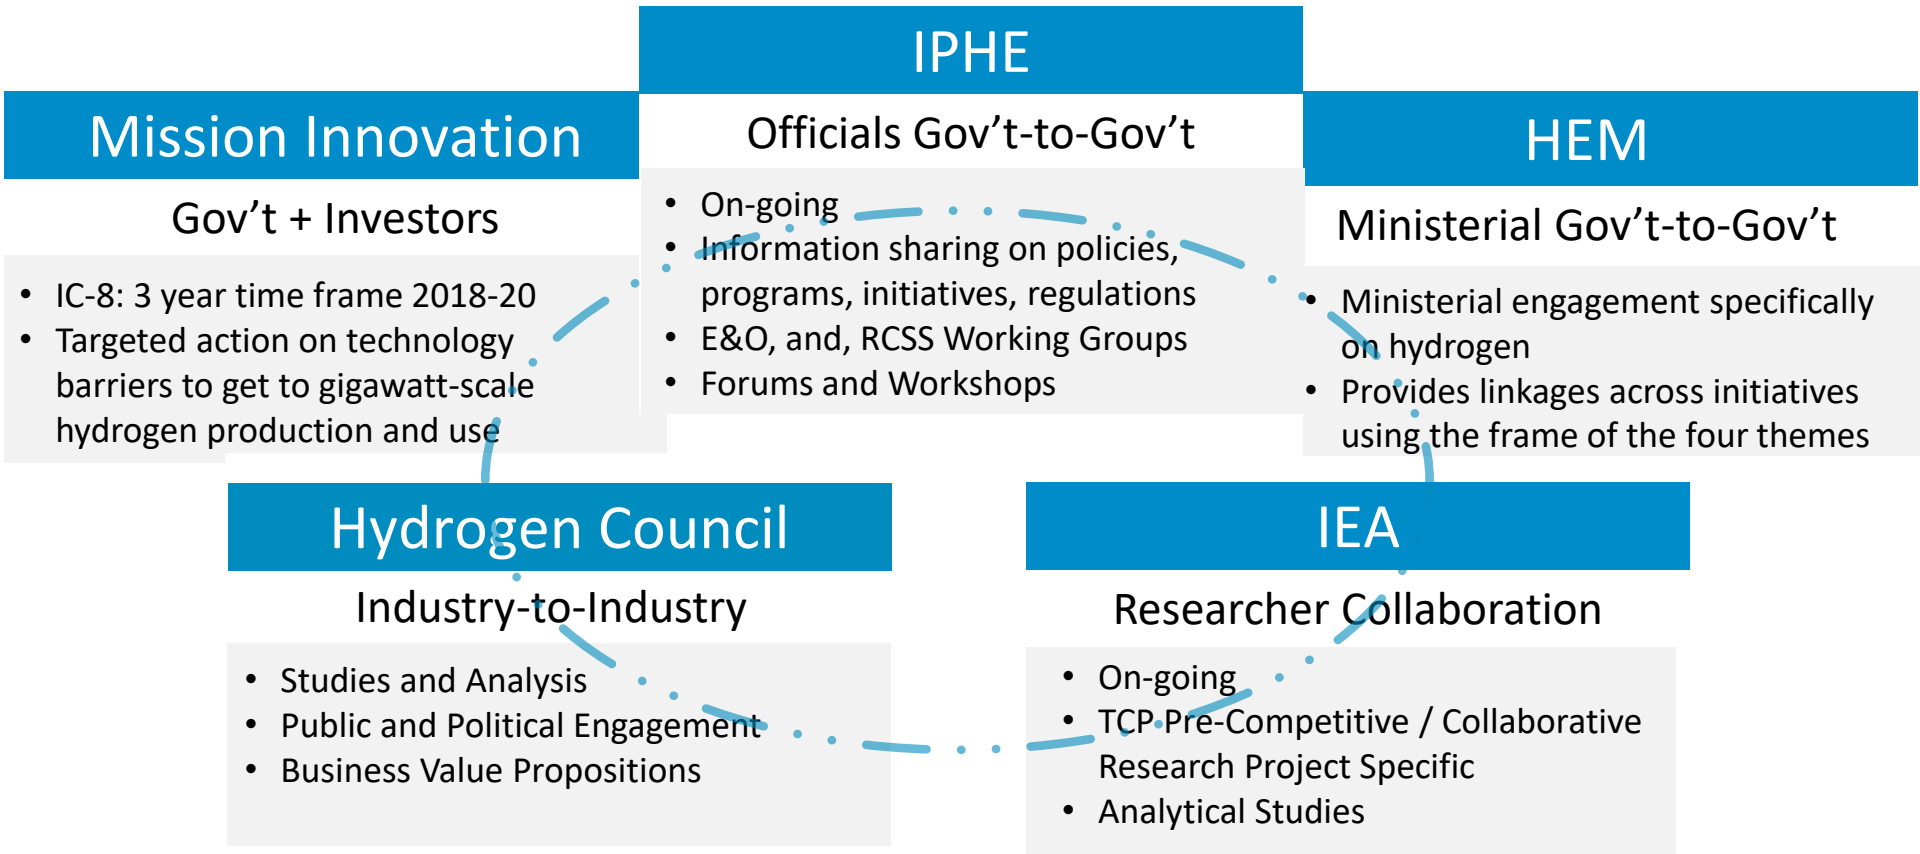 IPHE
Officials Gov't-to-Gov't
• On-going
• Information sharing on policies,
programs, initiatives, regulations
• E&O, and, RCSS Working Groups
• Forums and Workshops
Mission Innovation
Gov't + Investors
• IC-8: 3 year time frame 2018-20
• Targeted action on technology
barriers to get to gigawatt-scale
hydrogen production and use
HEM
Ministerial Gov't-to-Gov't
• Ministerial engagement specifically
on hydrogen
• Provides linkages across initiatives
using the frame of the four themes
Hydrogen Council
Industry-to-Industry
• Studies and Analysis
• Public and Political Engagement
• Business Value Propositions
IEA
Researcher Collaboration
• On-going
• TCP Pre-Competitive / Collaborative
Research Project Specific
• Analytical Studies